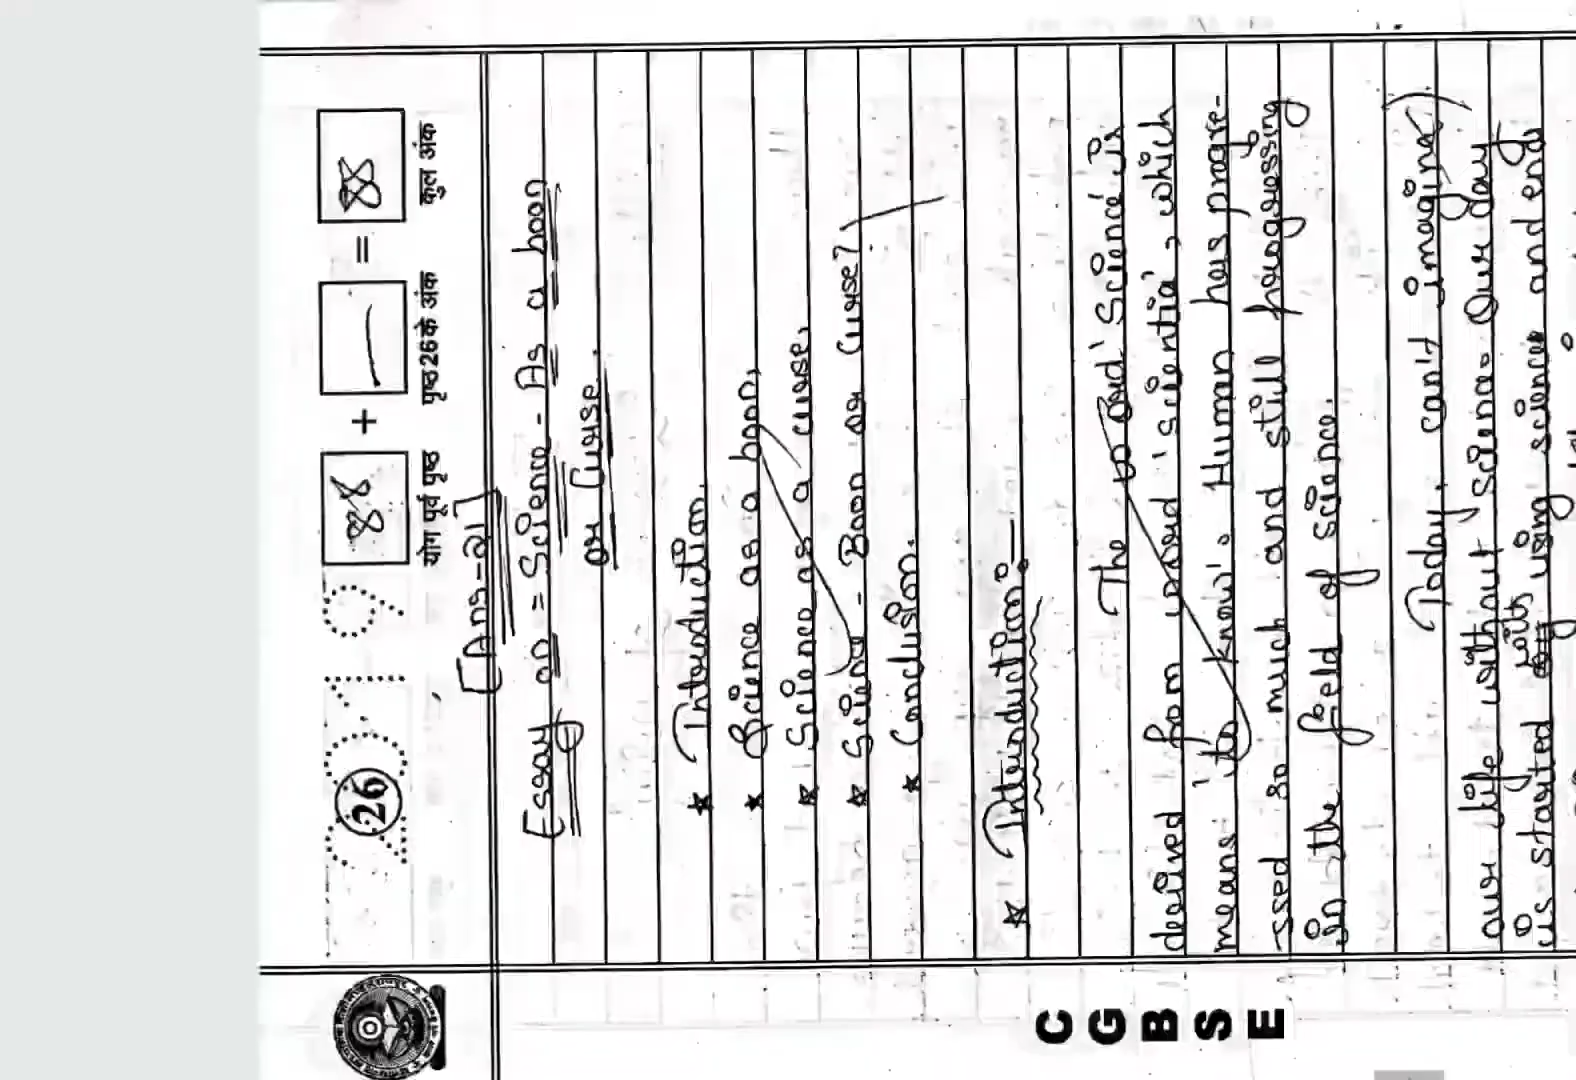 26
88 + — = 88
योग पूर्व पृष्ठ पृष्ठ 26 के अंक कुल अंक
[Ans-21]
Essay on = Science - As a boon
or Curse.
★ Introduction.
★ Science as a boon.
★ Science as a curse.
★ Science - Boon or Curse?
★ Conclusion.
★ Introduction:
The word 'Science' is
derived from word 'scientia', which
means 'to know'. Human has progre-
ssed so much and still progressing
in the field of science.
Today, can't imagine
our life without science. Our day
is started with using science and end
CGBSE